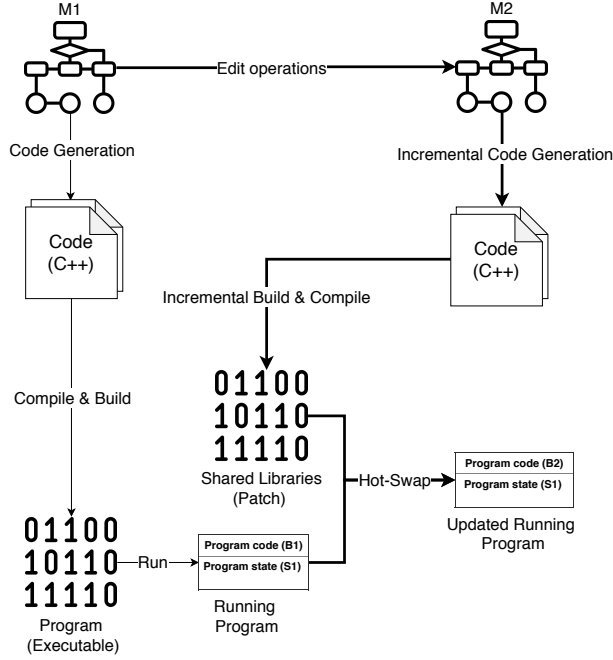 M1
M2
Edit operations
Code Generation
Incremental Code Generation
Code
(C++)
Code
(C++)
Incremental Build & Compile
Compile & Build
01100
10110
11110
Shared Libraries
(Patch)
Hot-Swap
Program code (B2)
Program state (S1)
Updated Running
Program
01100
10110
11110
Program
(Executable)
Run
Program code (B1)
Program state (S1)
Running
Program